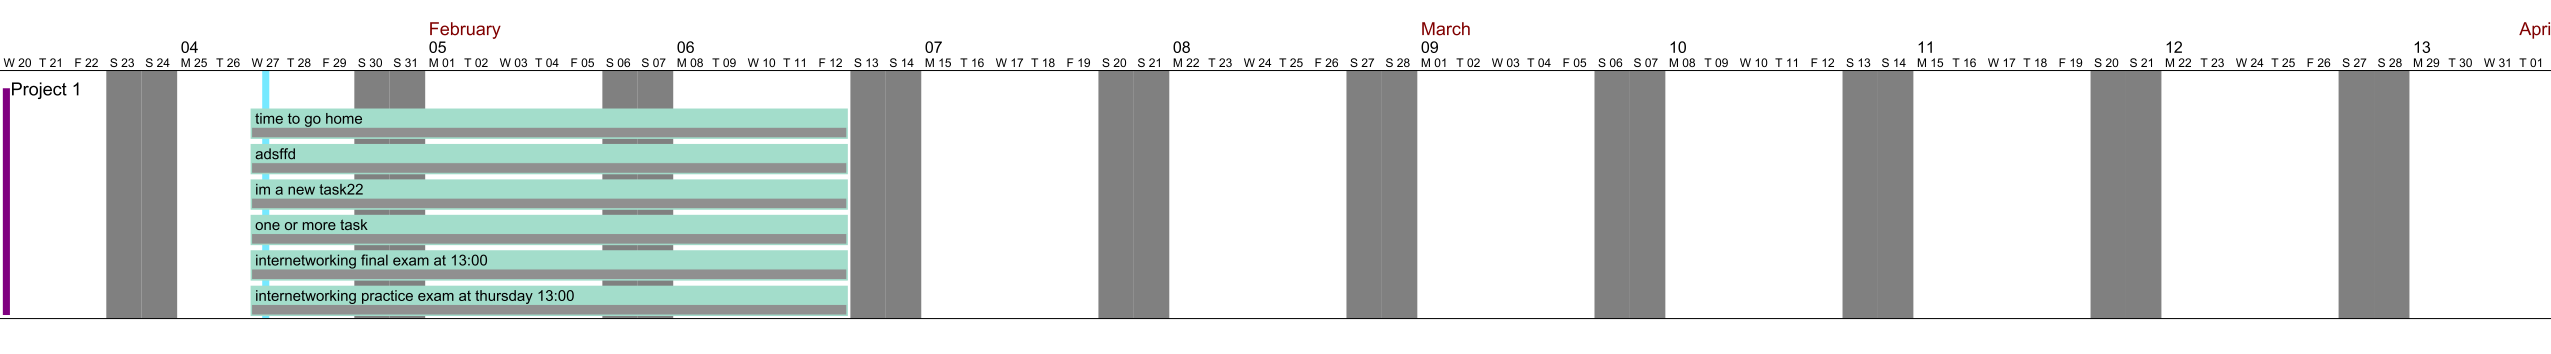 February March Apri
04 05 06 07 08 09 10 11 12 13
W 20 T 21 F 22 S 23 S 24 M 25 T 26 W 27 T 28 F 29 S 30 S 31 M 01 T 02 W 03 T 04 F 05 S 06 S 07 M 08 T 09 W 10 T 11 F 12 S 13 S 14 M 15 T 16 W 17 T 18 F 19 S 20 S 21 M 22 T 23 W 24 T 25 F 26 S 27 S 28 M 01 T 02 W 03 T 04 F 05 S 06 S 07 M 08 T 09 W 10 T 11 F 12 S 13 S 14 M 15 T 16 W 17 T 18 F 19 S 20 S 21 M 22 T 23 W 24 T 25 F 26 S 27 S 28 M 29 T 30 W 31 T 01
Project 1
time to go home
adsffd
im a new task22
one or more task
internetworking final exam at 13:00
internetworking practice exam at thursday 13:00